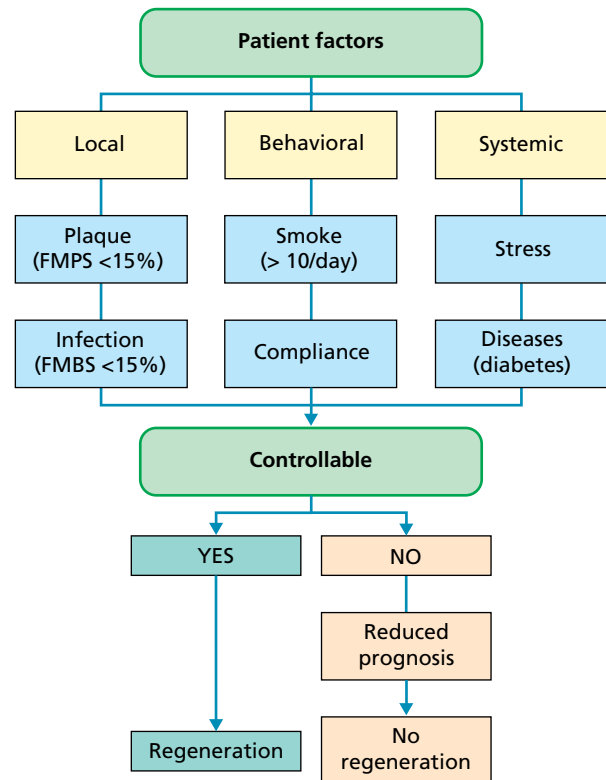 Patient factors
Local
Behavioral
Systemic
Plaque
(FMPS <15%)
Smoke
(> 10/day)
Stress
Infection
(FMBS <15%)
Compliance
Diseases
(diabetes)
Controllable
YES
NO
Reduced
prognosis
Regeneration
No
regeneration